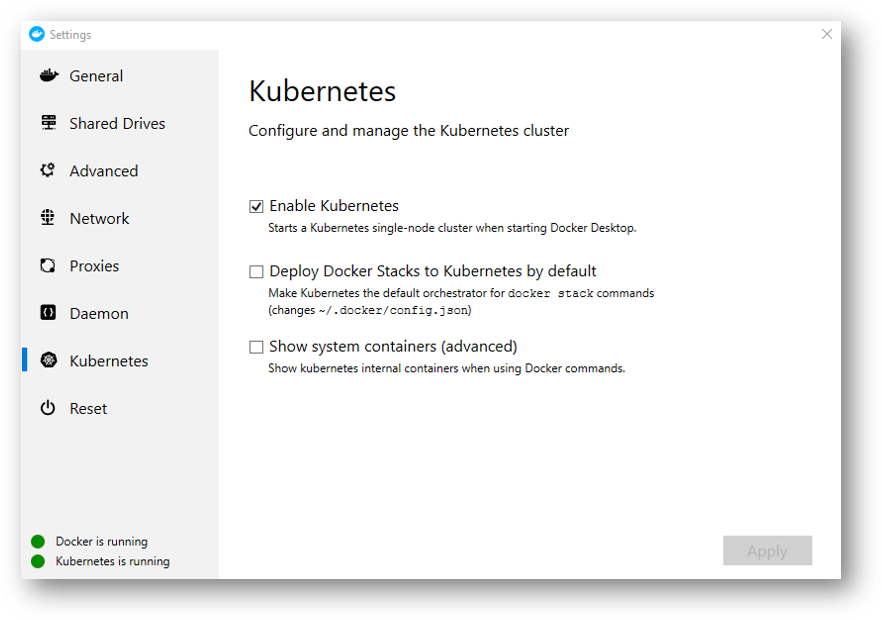 Settings
General
Shared Drives
Advanced
Network
Proxies
Daemon
Kubernetes
Reset
Docker is running
Kubernetes is running
Kubernetes
Configure and manage the Kubernetes cluster
Enable Kubernetes
Starts a Kubernetes single-node cluster when starting Docker Desktop.
Deploy Docker Stacks to Kubernetes by default
Make Kubernetes the default orchestrator for docker stack commands
(changes ~/.docker/config.json)
Show system containers (advanced)
Show kubernetes internal containers when using Docker commands.
Apply